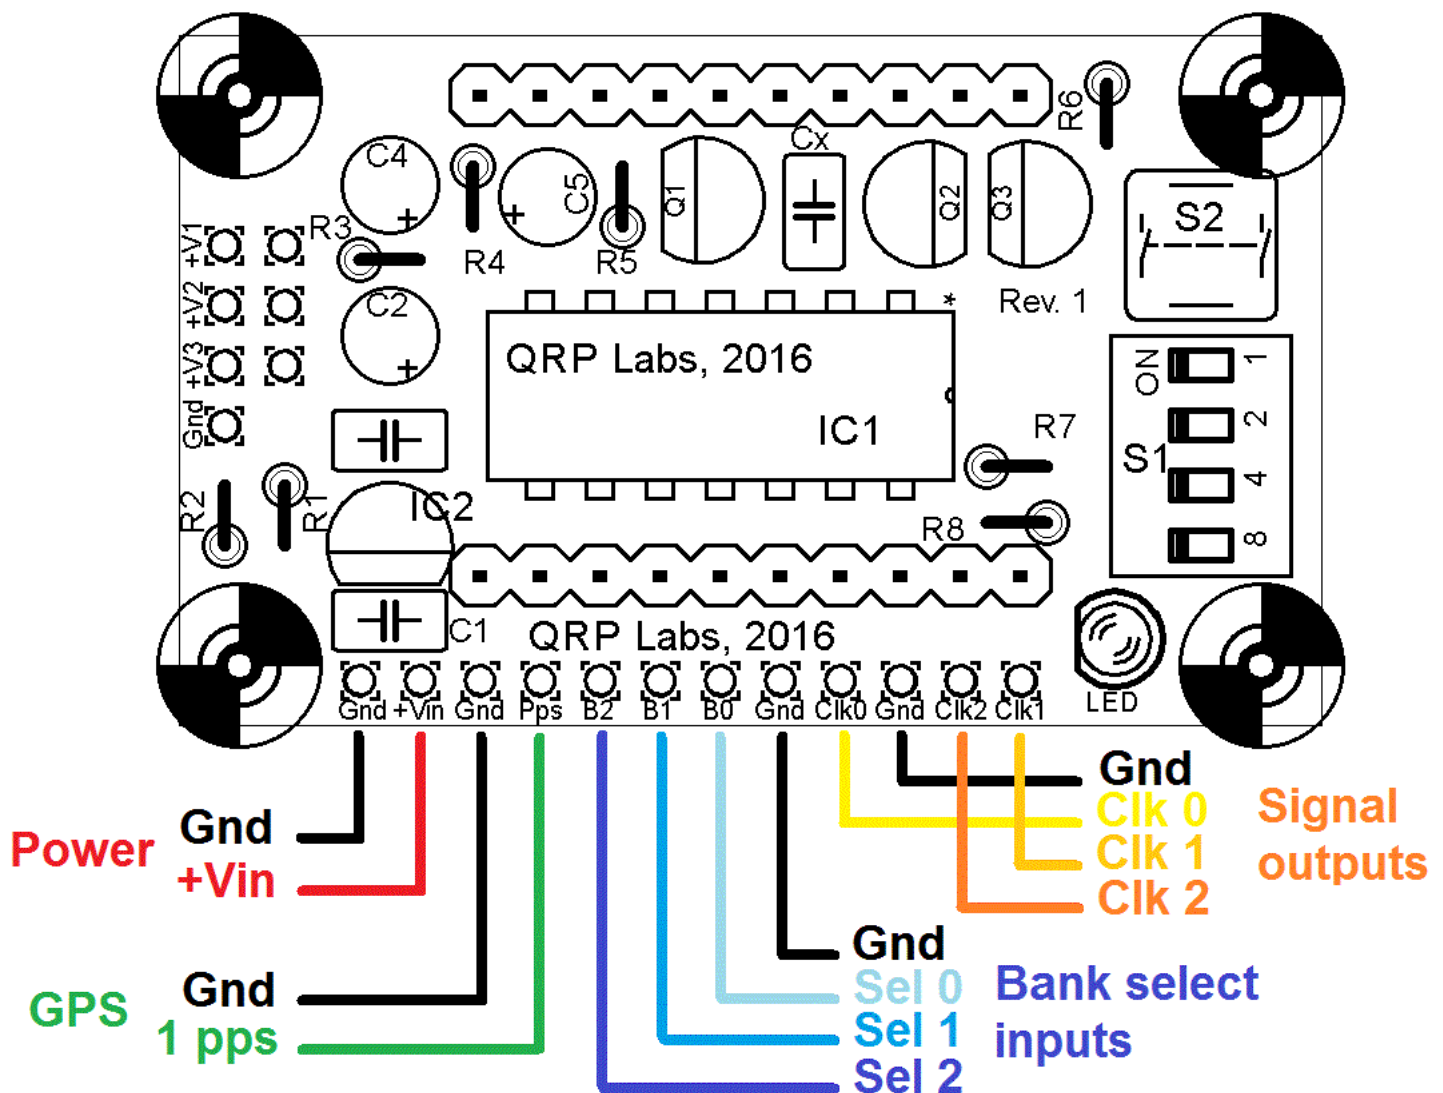 R6
Cx
C4
C5
Q1
Q2
Q3
S2
+V1
R3
R4
R5
+V2
C2
*
Rev. 1
+V3
QRP Labs, 2016
ON
1
2
Gnd
IC1
R7
S1
4
R2
R1
IC2
R8
8
C1
QRP Labs, 2016
LED
Gnd +Vin Gnd Pps B2 B1 B0 Gnd Clk0 Gnd Clk2 Clk1
Power
Gnd
+Vin
GPS
Gnd
1 pps
Gnd
Clk 0
Clk 1
Clk 2
Signal
outputs
Gnd
Sel 0
Sel 1
Sel 2
Bank select
inputs